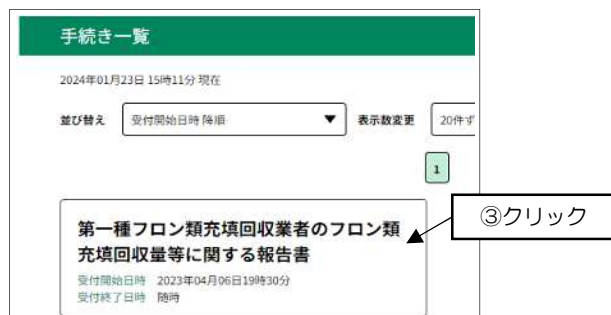 手続き一覧
2024年01月23日 15時11分 現在
並び替え 受付開始日時 降順 ▼ 表示数変更 20件ず
1
第一種フロン類充填回収業者のフロン類
充填回収量等に関する報告書
③クリック
受付開始日時 2023年04月06日19時30分
受付終了日時 随時